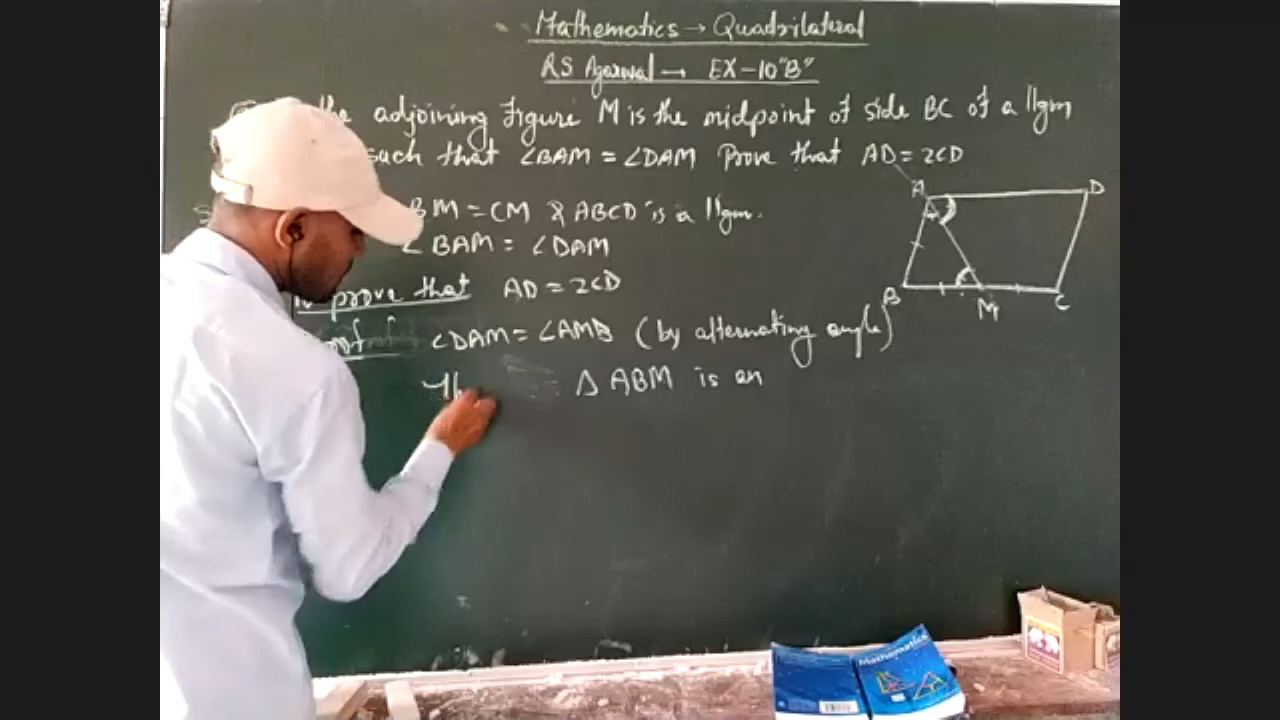 Mathematics → Quadrilateral
RS Agarwal → EX-10"B"
the adjoining figure M is the midpoint of side BC of a ||gm
such that ∠BAM = ∠DAM Prove that AD = 2CD
BM = CM & ABCD is a ||gm.
∠BAM = ∠DAM
prove that AD = 2CD
∠DAM = ∠AMB (by alternating angle)
Δ ABM is an
A D
B M C
Mathematics